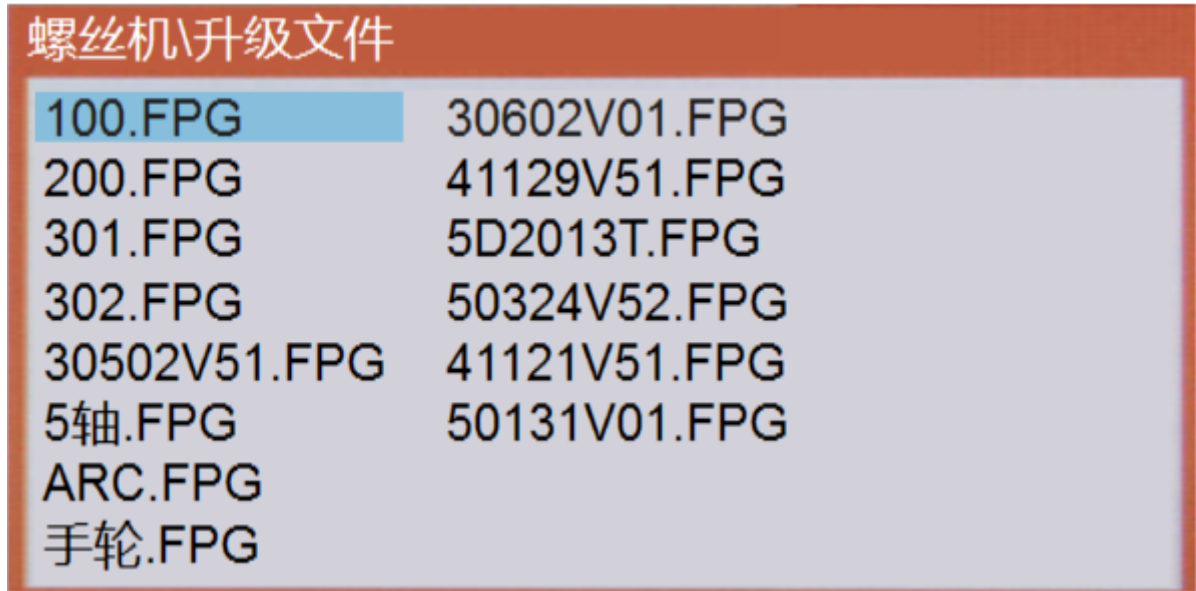 螺丝机\升级文件
100.FPG
200.FPG
301.FPG
302.FPG
30502V51.FPG
5轴.FPG
ARC.FPG
手轮.FPG
30602V01.FPG
41129V51.FPG
5D2013T.FPG
50324V52.FPG
41121V51.FPG
50131V01.FPG